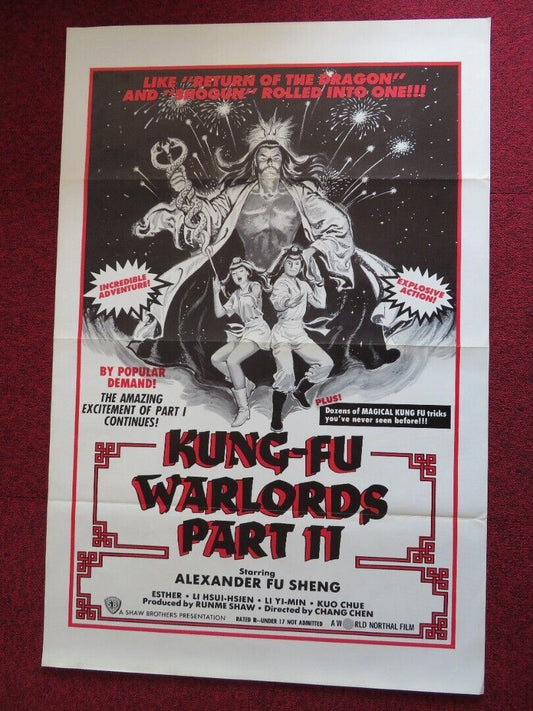 LIKE "RETURN OF THE DRAGON"
AND "SHOGUN" ROLLED INTO ONE!!!
INCREDIBLE
ADVENTURE!
EXPLOSIVE
ACTION!
BY POPULAR
DEMAND!
THE AMAZING
EXCITEMENT OF PART I
CONTINUES!
PLUS!
Dozens of MAGICAL KUNG FU tricks
you've never seen before!!!
KUNG-FU
WARLORDS
PART II
Starring
ALEXANDER FU SHENG
ESTHER • LI HSUI-HSIEN • LI YI-MIN • KUO CHUE
Produced by RUNME SHAW • Directed by CHANG CHEN
A SHAW BROTHERS PRESENTATION
RATED R—UNDER 17 NOT ADMITTED
A WORLD NORTHAL FILM